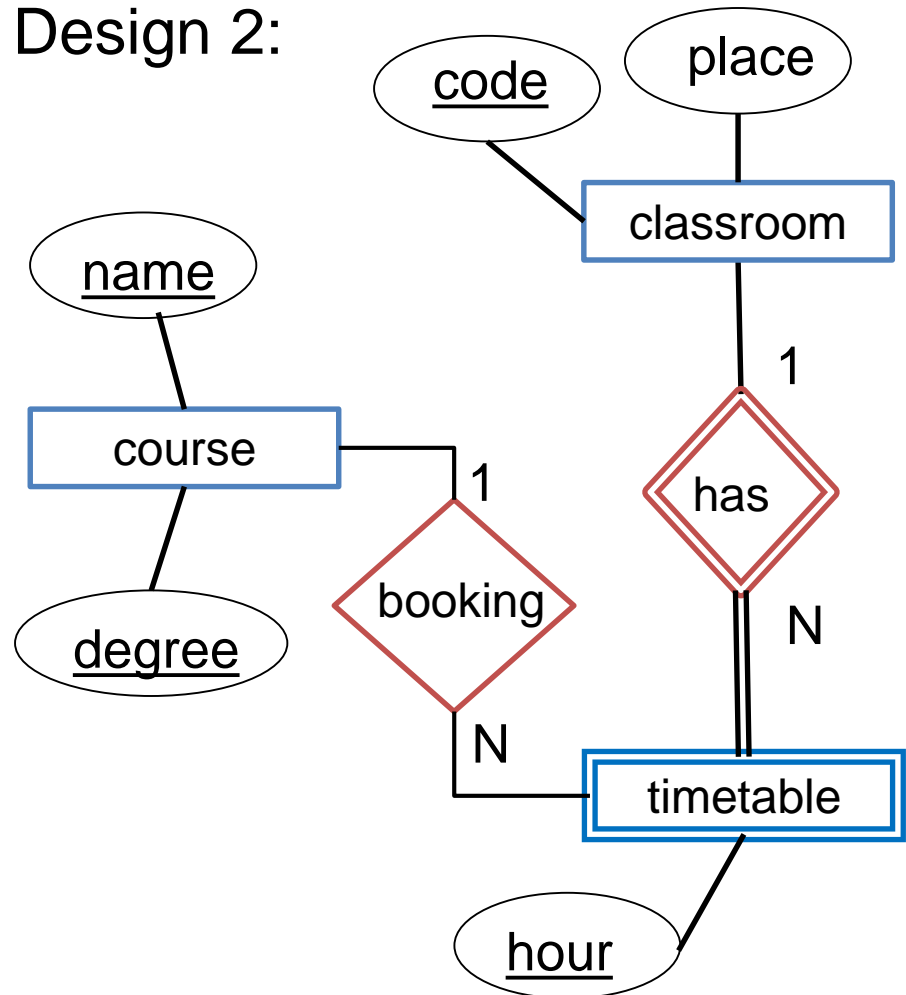 Design 2:
code
place
classroom
name
1
course
1
has
booking
degree
N
N
timetable
hour